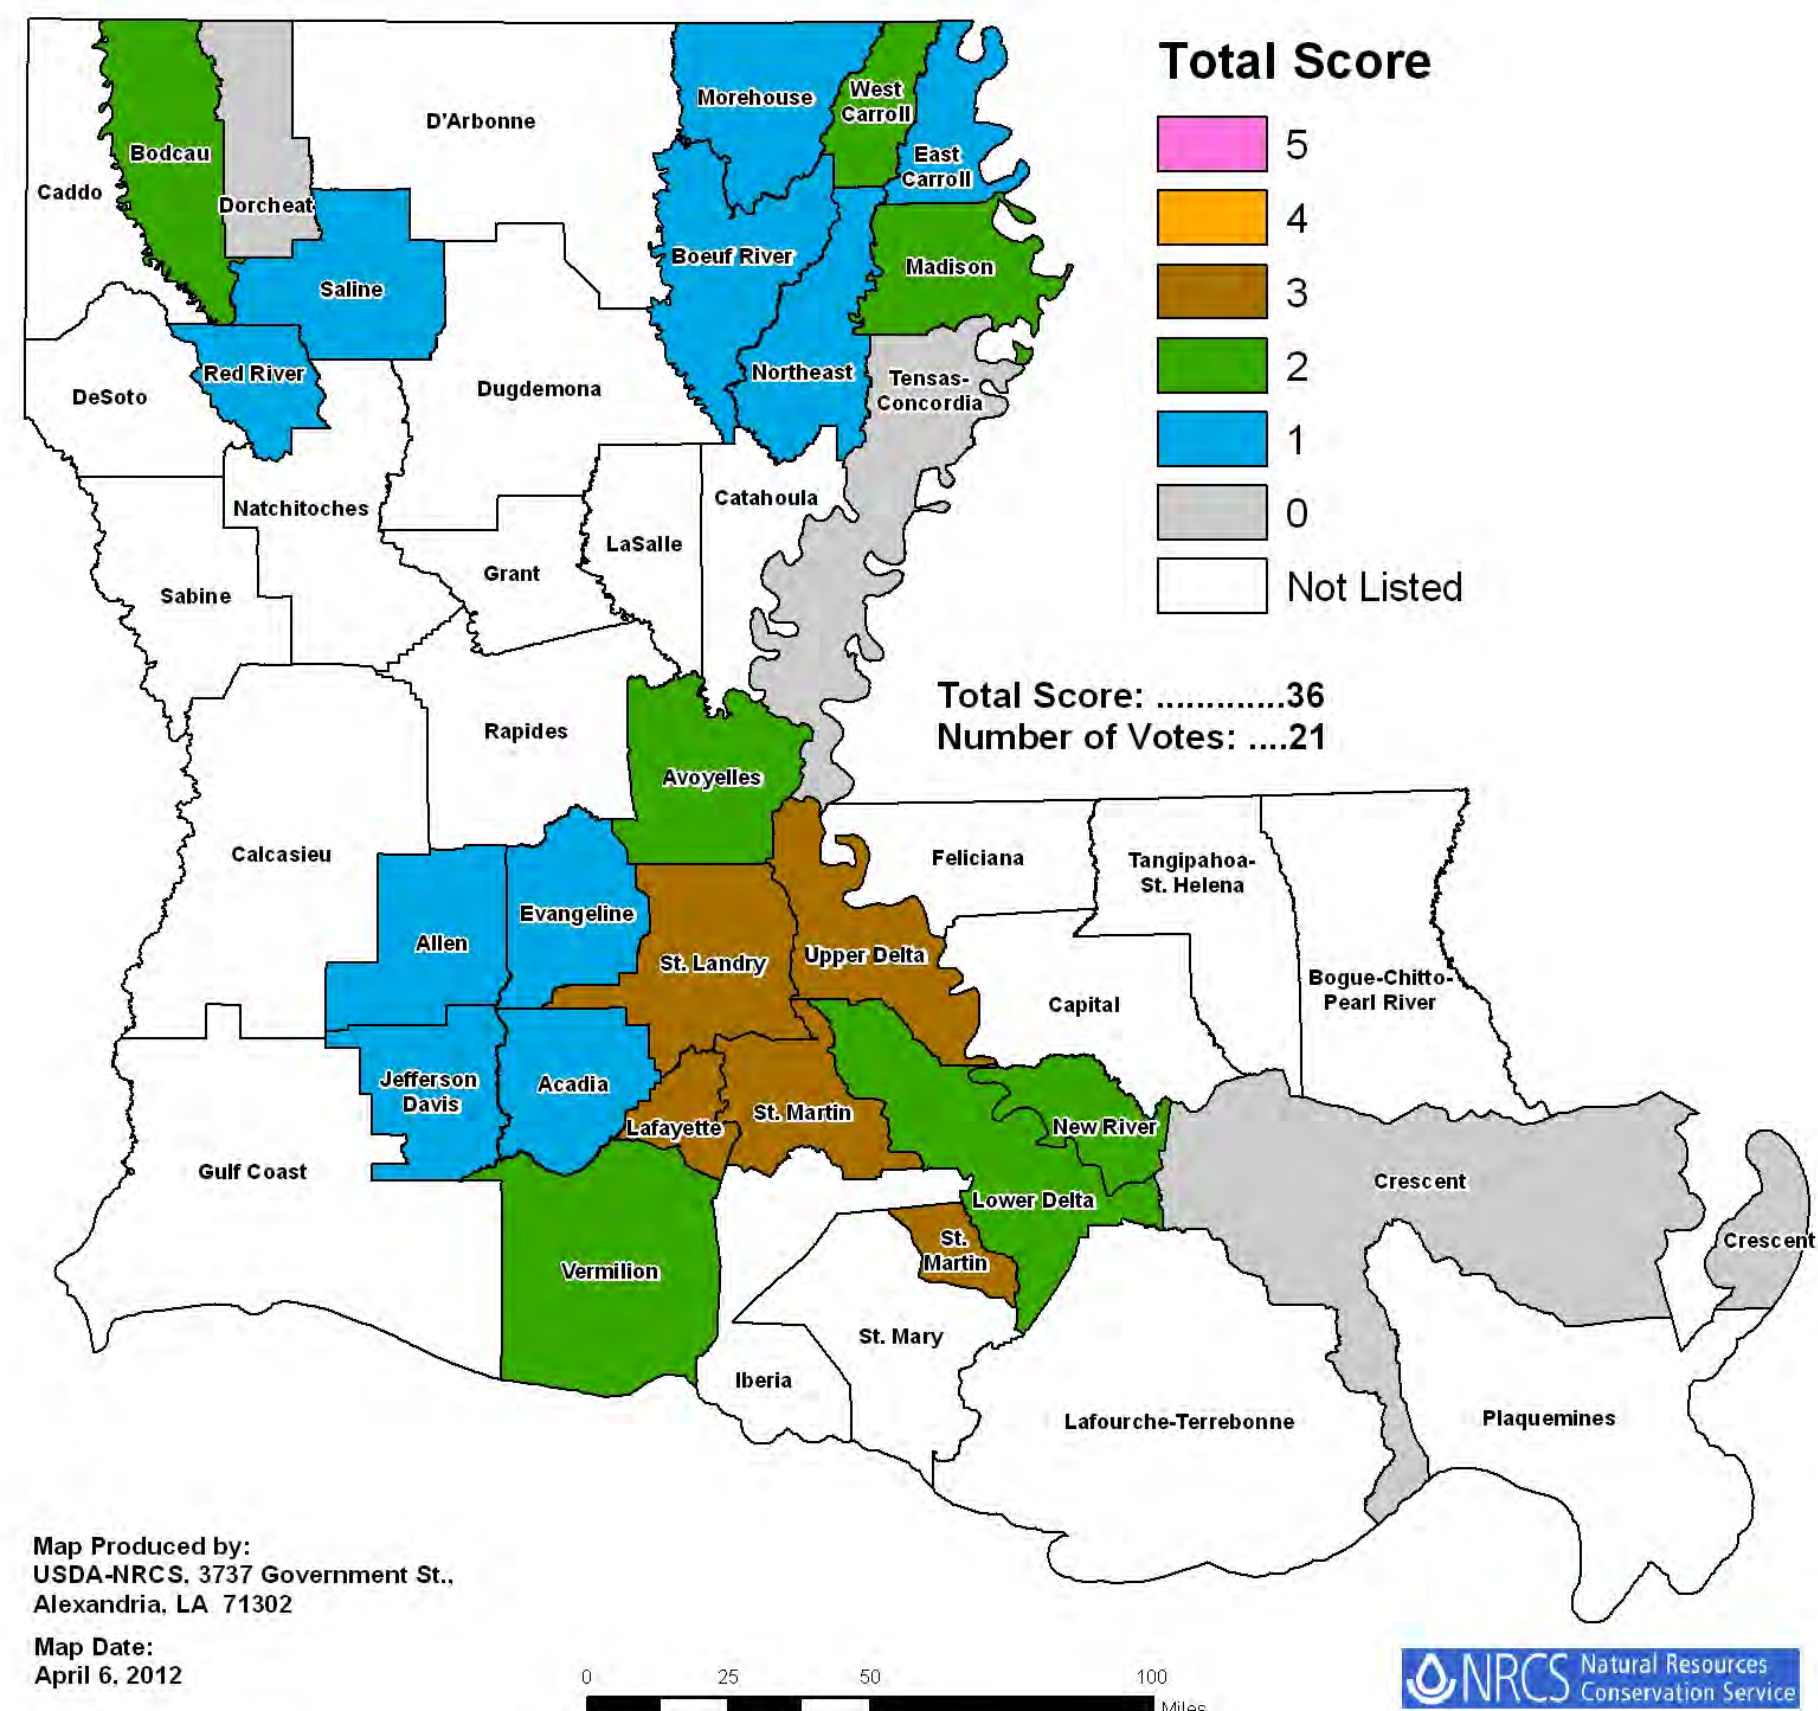 Total Score
5
4
3
2
1
0
Not Listed
Total Score: .............36
Number of Votes: ....21
Caddo
Bodcau
Dorcheat
D'Arbonne
Morehouse
West
Carroll
East
Carroll
Saline
Boeuf River
Madison
Red River
DeSoto
Dugdemona
Northeast
Tensas-
Concordia
Natchitoches
Catahoula
LaSalle
Grant
Sabine
Rapides
Avoyelles
Calcasieu
Feliciana
Tangipahoa-
St. Helena
Evangeline
Allen
St. Landry
Upper Delta
Capital
Bogue-Chitto-
Pearl River
Jefferson
Davis
Acadia
Lafayette
St. Martin
New River
Gulf Coast
Crescent
Lower Delta
Crescent
St.
Martin
Vermilion
St. Mary
Iberia
Lafourche-Terrebonne
Plaquemines
Map Produced by:
USDA-NRCS, 3737 Government St.,
Alexandria, LA 71302
Map Date:
April 6, 2012
0 25 50 100
Miles
NRCS Natural Resources
Conservation Service